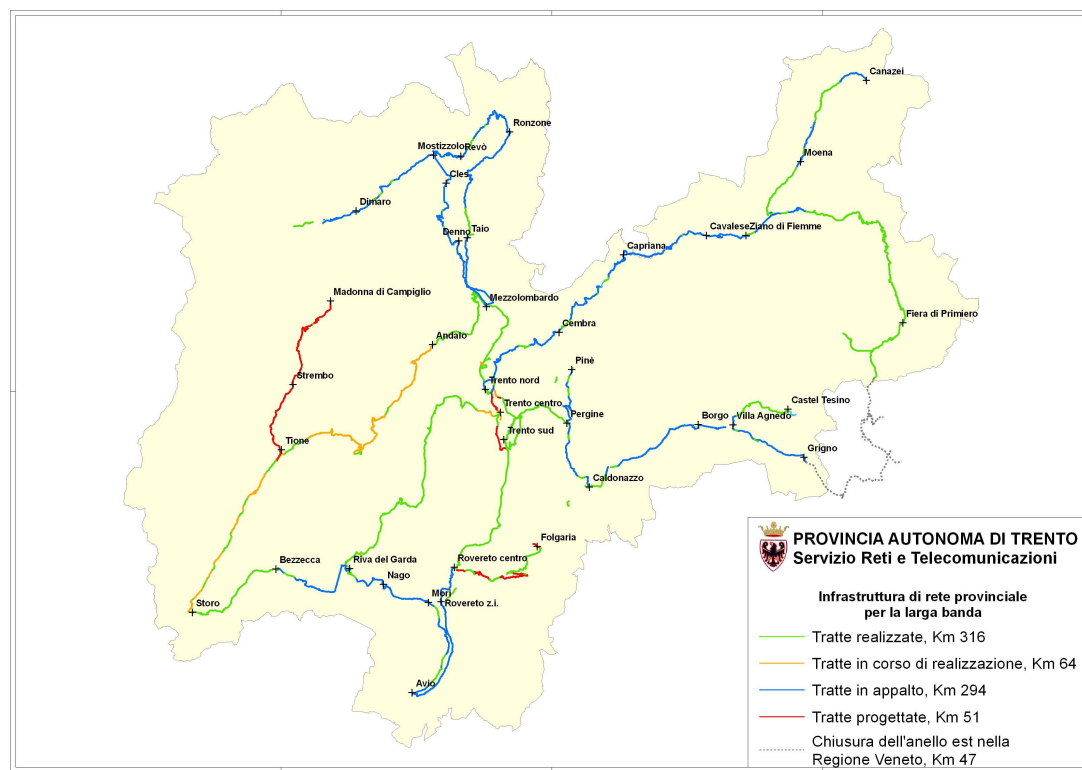 Canazei
Ronzone
Mostizzolo
Revò
Moena
Cles
Dimaro
Taio
Denno
Cavalese
Ziano di Fiemme
Capriana
Madonna di Campiglio
Mezzolombardo
Fiera di Primiero
Cembra
Andalo
Pinè
Strembo
Trento nord
Castel Tesino
Trento centro
Pergine
Borgo
Villa Agnedo
Tione
Trento sud
Grigno
Caldonazzo
Folgaria
Bezzecca
Riva del Garda
Rovereto centro
Nago
Storo
Mori
Rovereto z.i.
Avio
PROVINCIA AUTONOMA DI TRENTO
Servizio Reti e Telecomunicazioni
Infrastruttura di rete provinciale
per la larga banda
Tratte realizzate, Km 316
Tratte in corso di realizzazione, Km 64
Tratte in appalto, Km 294
Tratte progettate, Km 51
Chiusura dell'anello est nella
Regione Veneto, Km 47